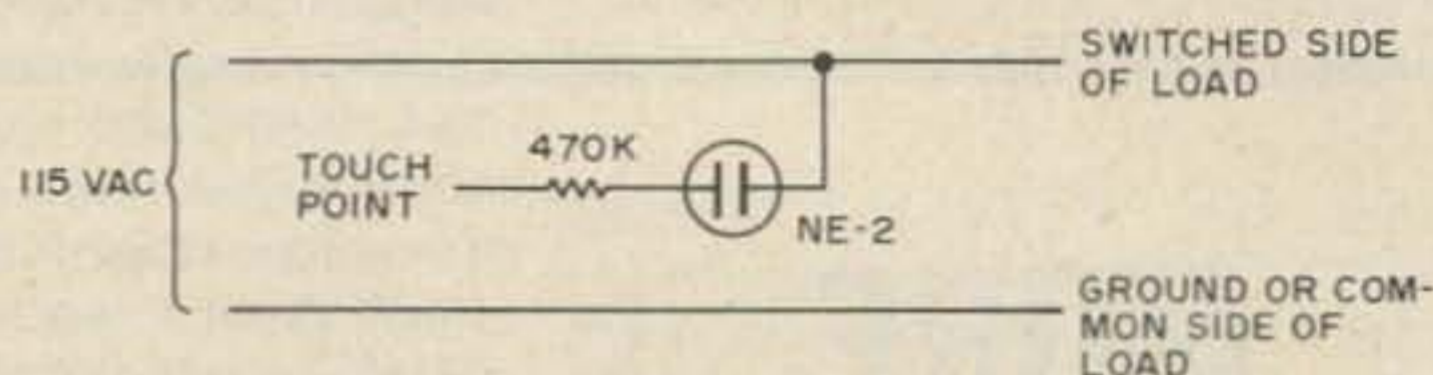 SWITCHED SIDE
OF LOAD
470K
115 VAC
TOUCH
POINT
NE-2
GROUND OR COM-
MON SIDE OF
LOAD